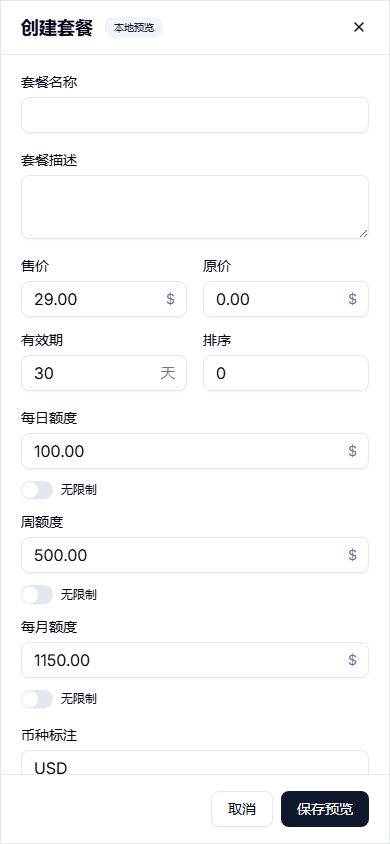 创建套餐 本地预览
套餐名称
套餐描述
售价 原价
29.00 $ 0.00 $
有效期 排序
30 天 0
每日额度
100.00 $
无限制
周额度
500.00 $
无限制
每月额度
1150.00 $
无限制
币种标注
USD
取消 保存预览